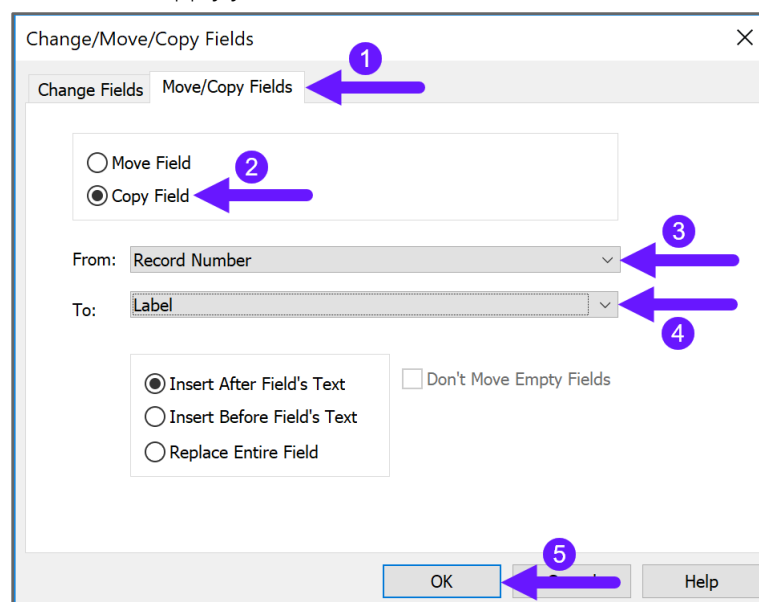 Change/Move/Copy Fields
1
Change Fields Move/Copy Fields
Move Field
2
Copy Field
3
From: Record Number
To: Label
4
Insert After Field's Text Don't Move Empty Fields
Insert Before Field's Text
Replace Entire Field
5
OK Help